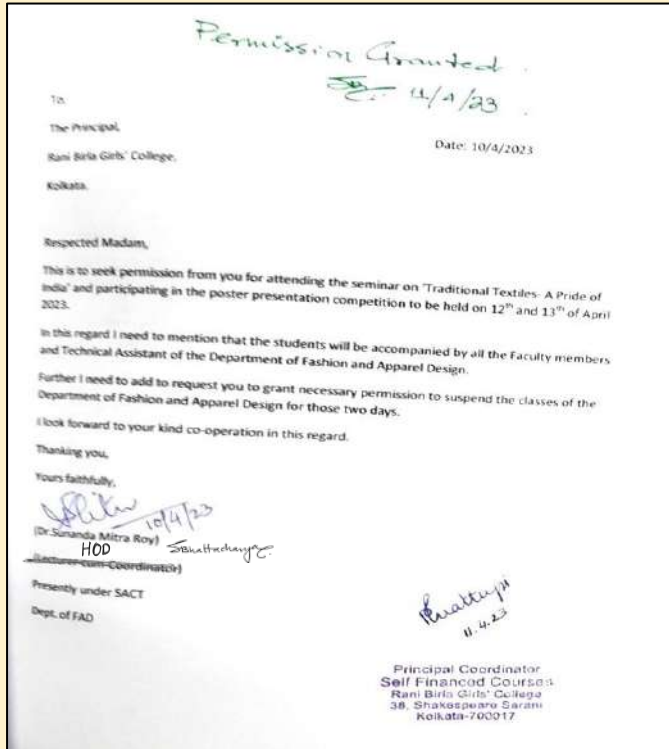 Permission Granted.
11/4/23.
To,
The Principal,
Date: 10/4/2023
Rani Birla Girls' College,
Kolkata.
Respected Madam,
This is to seek permission from you for attending the seminar on 'Traditional Textiles- A Pride of
India' and participating in the poster presentation competition to be held on 12th and 13th of April
2023.
In this regard I need to mention that the students will be accompanied by all the Faculty members
and Technical Assistant of the Department of Fashion and Apparel Design.
Further I need to add to request you to grant necessary permission to suspend the classes of the
Department of Fashion and Apparel Design for those two days.
I look forward to your kind co-operation in this regard.
Thanking you,
Yours faithfully,
10/4/23
(Dr.Sunanda Mitra Roy)
HOD SBhattacharya
(Lecturer-cum-Coordinator)
Presently under SACT
Dept. of FAD
11.4.23
Principal Coordinator
Self Financed Courses
Rani Birla Girls' College
38, Shakespeare Sarani
Kolkata-700017